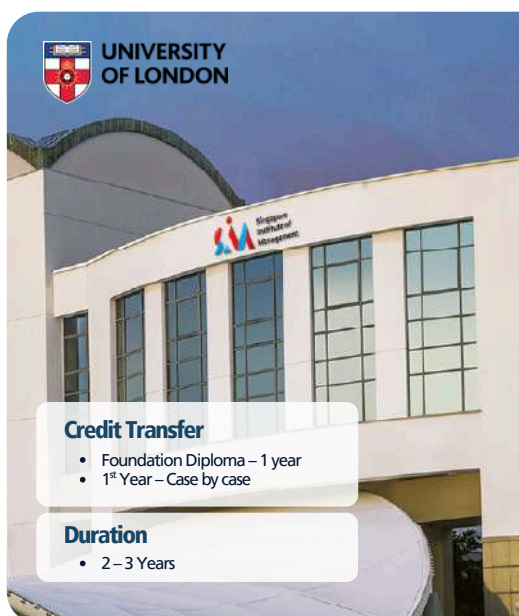 UNIVERSITY
OF LONDON
Singapore
Institute of
Management
Credit Transfer
• Foundation Diploma – 1 year
• 1st Year – Case by case
Duration
• 2 – 3 Years